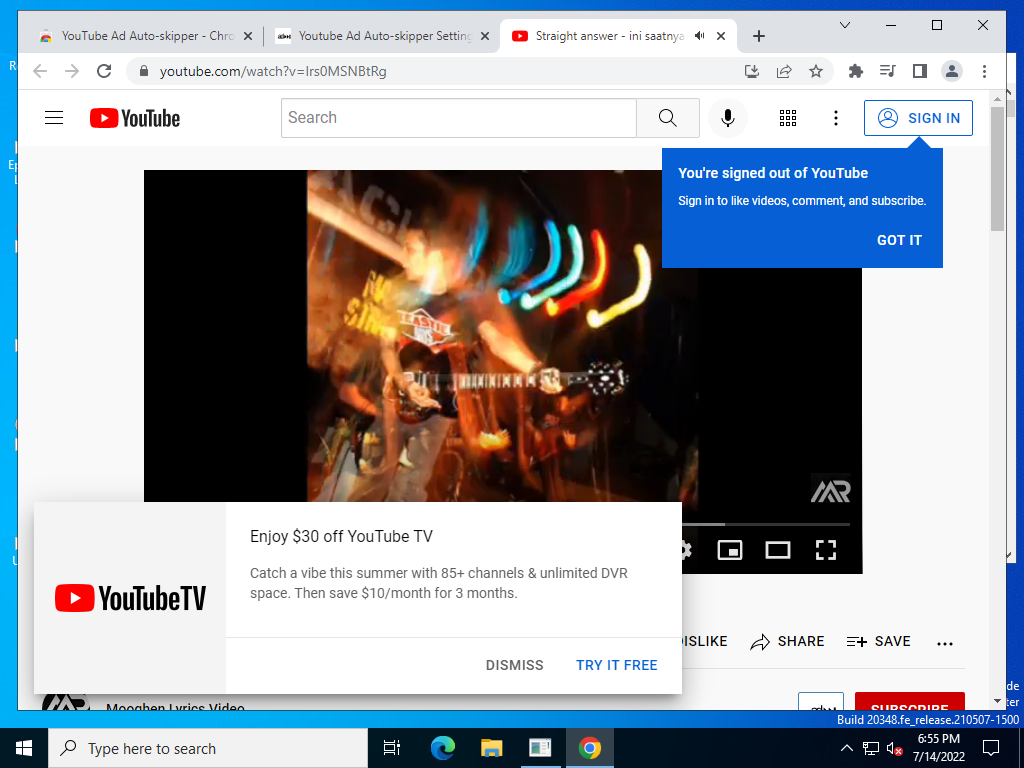 YouTube Ad Auto-skipper - Chro
Youtube Ad Auto-skipper Setting
Straight answer - ini saatnya
youtube.com/watch?v=Irs0MSNBtRg
YouTube
Search
SIGN IN
You're signed out of YouTube
Sign in to like videos, comment, and subscribe.
GOT IT
Enjoy $30 off YouTube TV
Catch a vibe this summer with 85+ channels & unlimited DVR
space. Then save $10/month for 3 months.
YouTubeTV
DISMISS
TRY IT FREE
DISLIKE
SHARE
SAVE
Mooghen Lyrics Video
SUBSCRIBE
Build 20348.fe_release.210507-1500
Type here to search
6:55 PM
7/14/2022